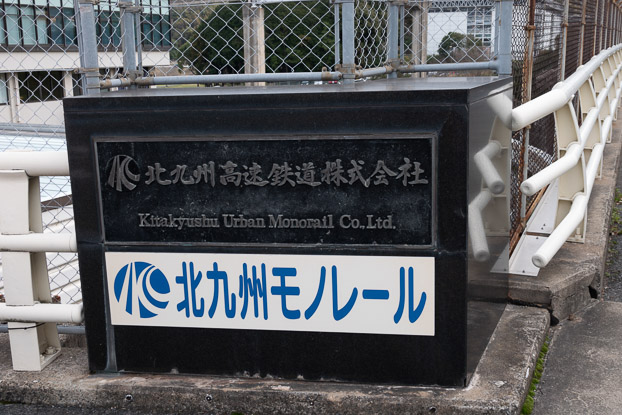 北九州高速鉄道株式会社
Kitakyushu Urban Monorail Co.,Ltd.
北九州モノレール